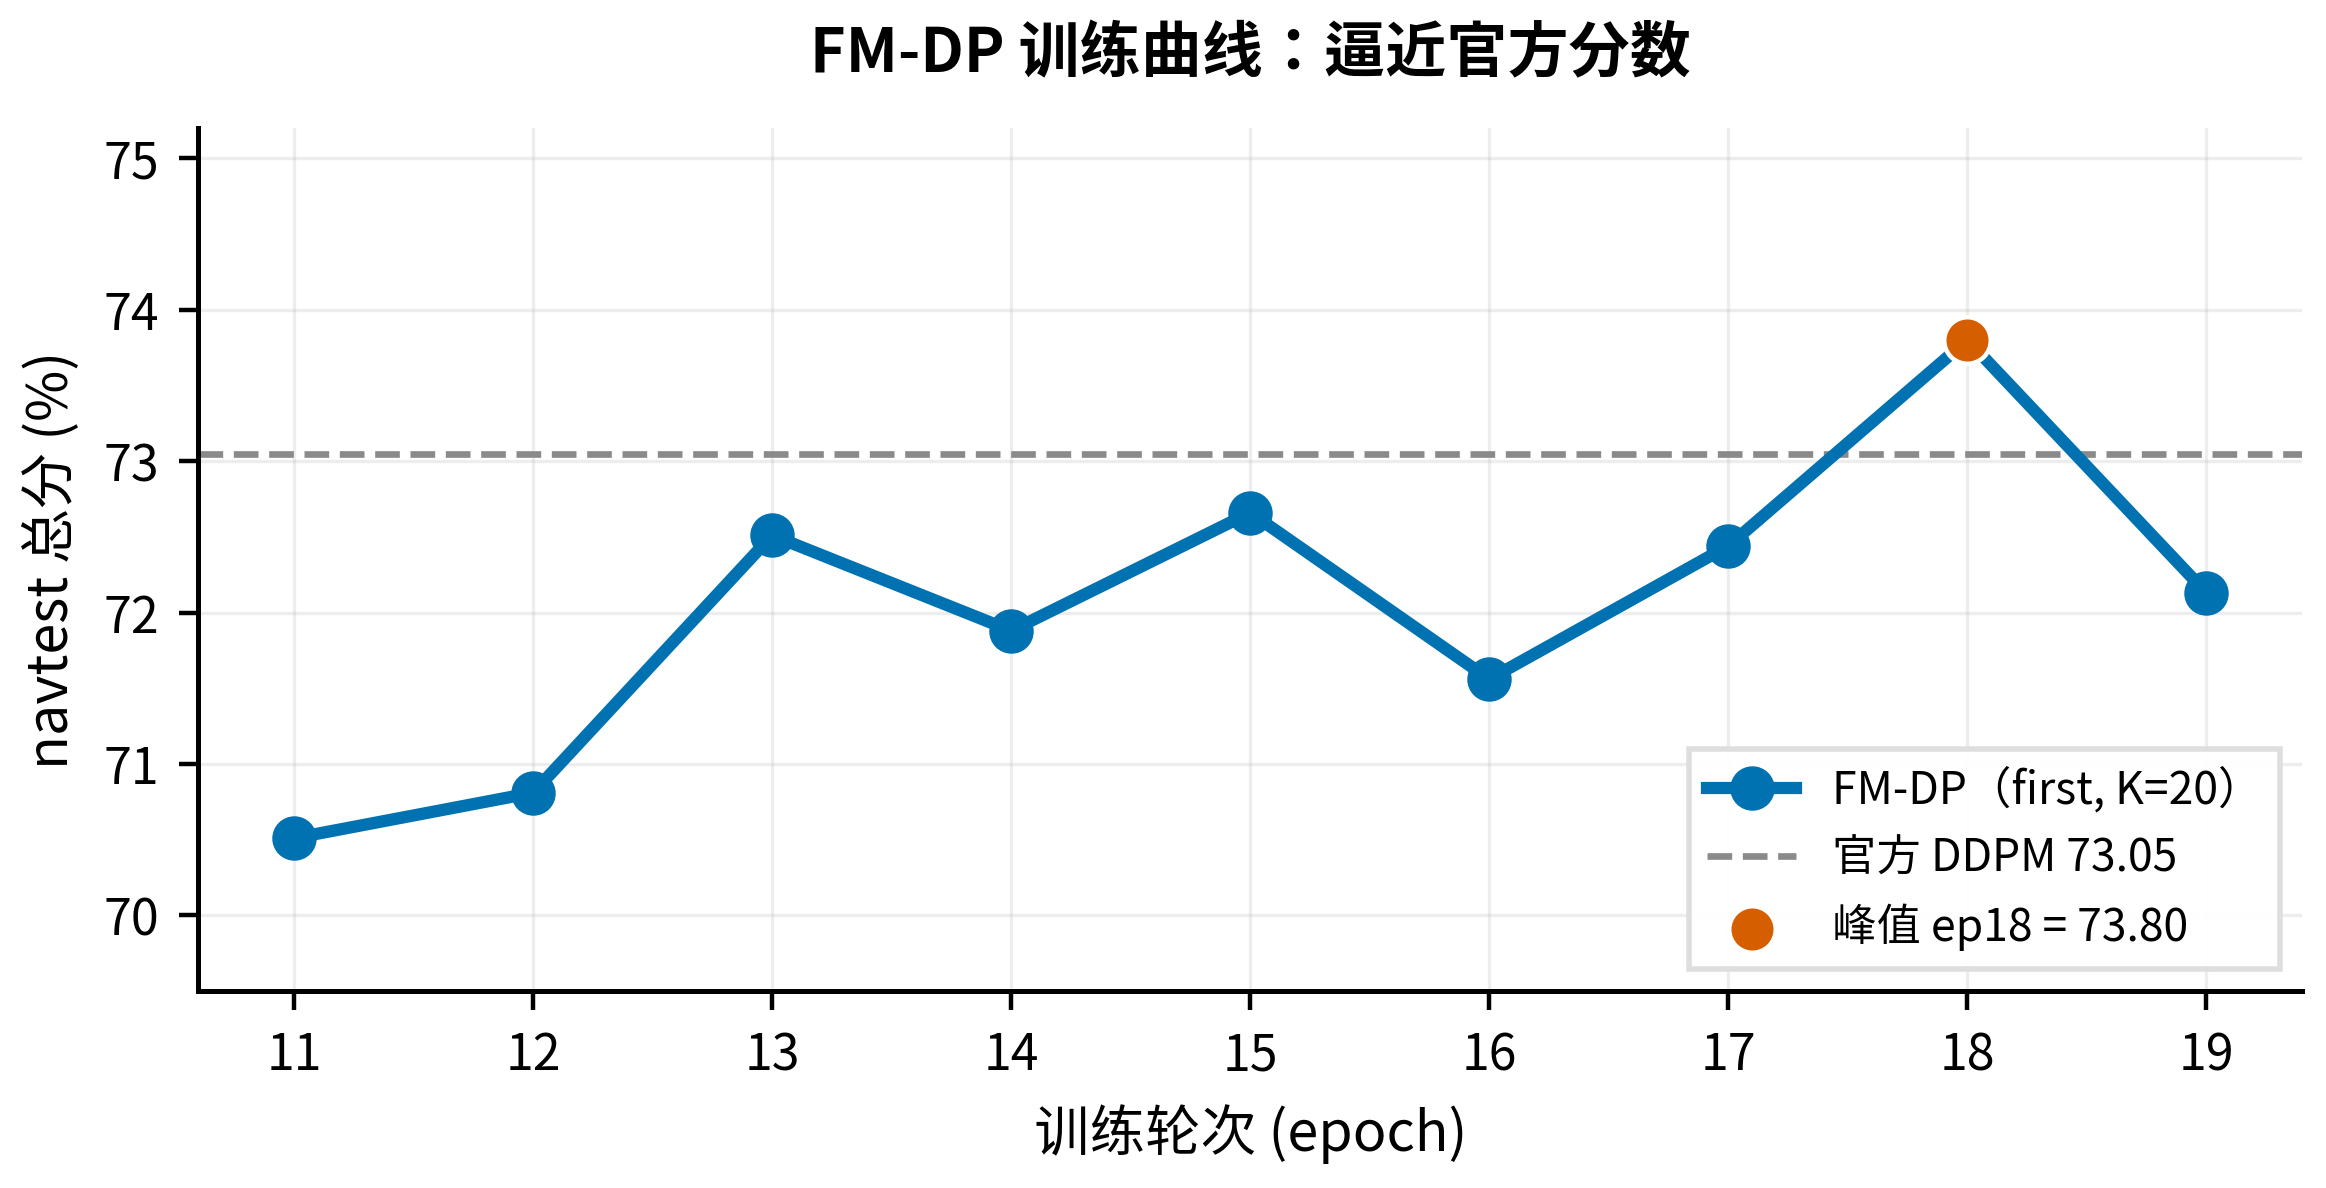 FM-DP 训练曲线：逼近官方分数
navtest 总分 (%)
75
74
73
72
71
70
FM-DP（first, K=20）
官方 DDPM 73.05
峰值 ep18 = 73.80
11 12 13 14 15 16 17 18 19
训练轮次 (epoch)